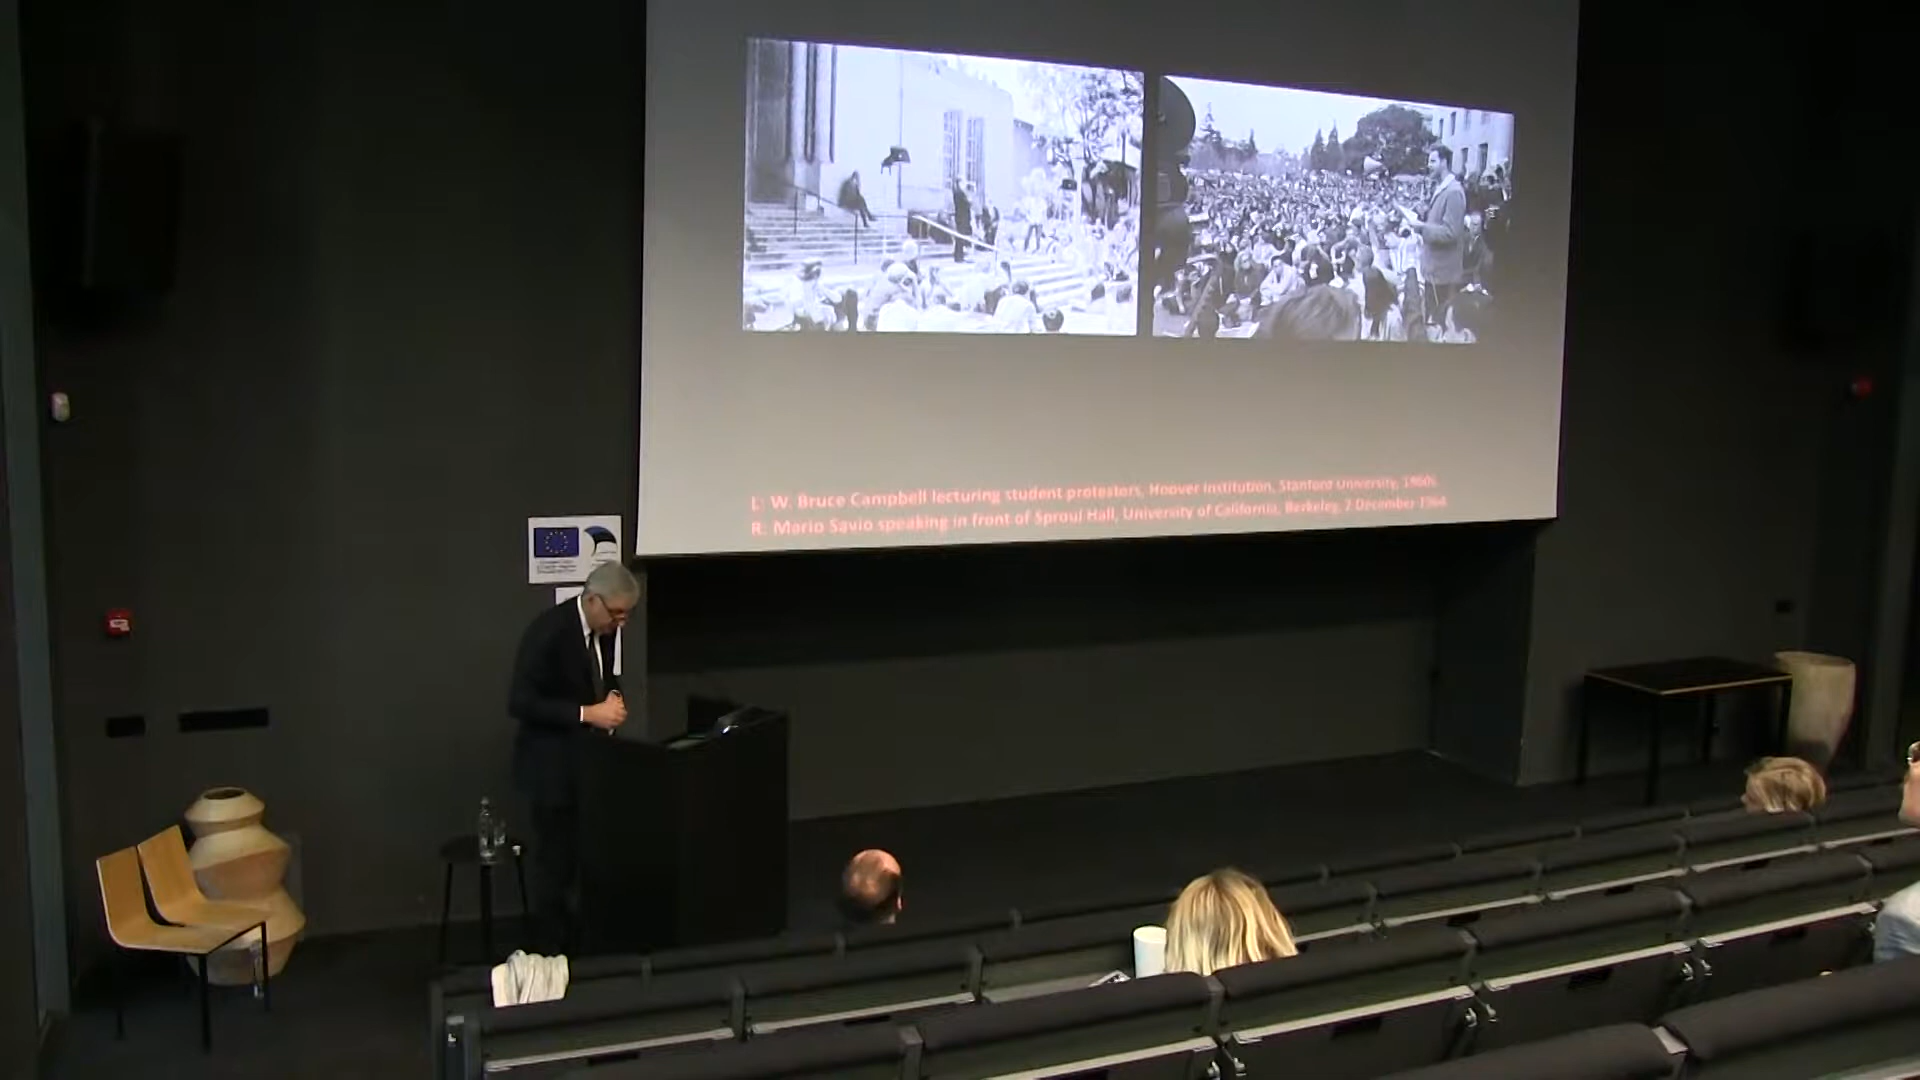 L: W. Bruce Campbell lecturing student protestors, Hoover Institution, Stanford University, 1960s
R: Mario Savio speaking in front of Sproul Hall, University of California, Berkeley, 2 December 1964